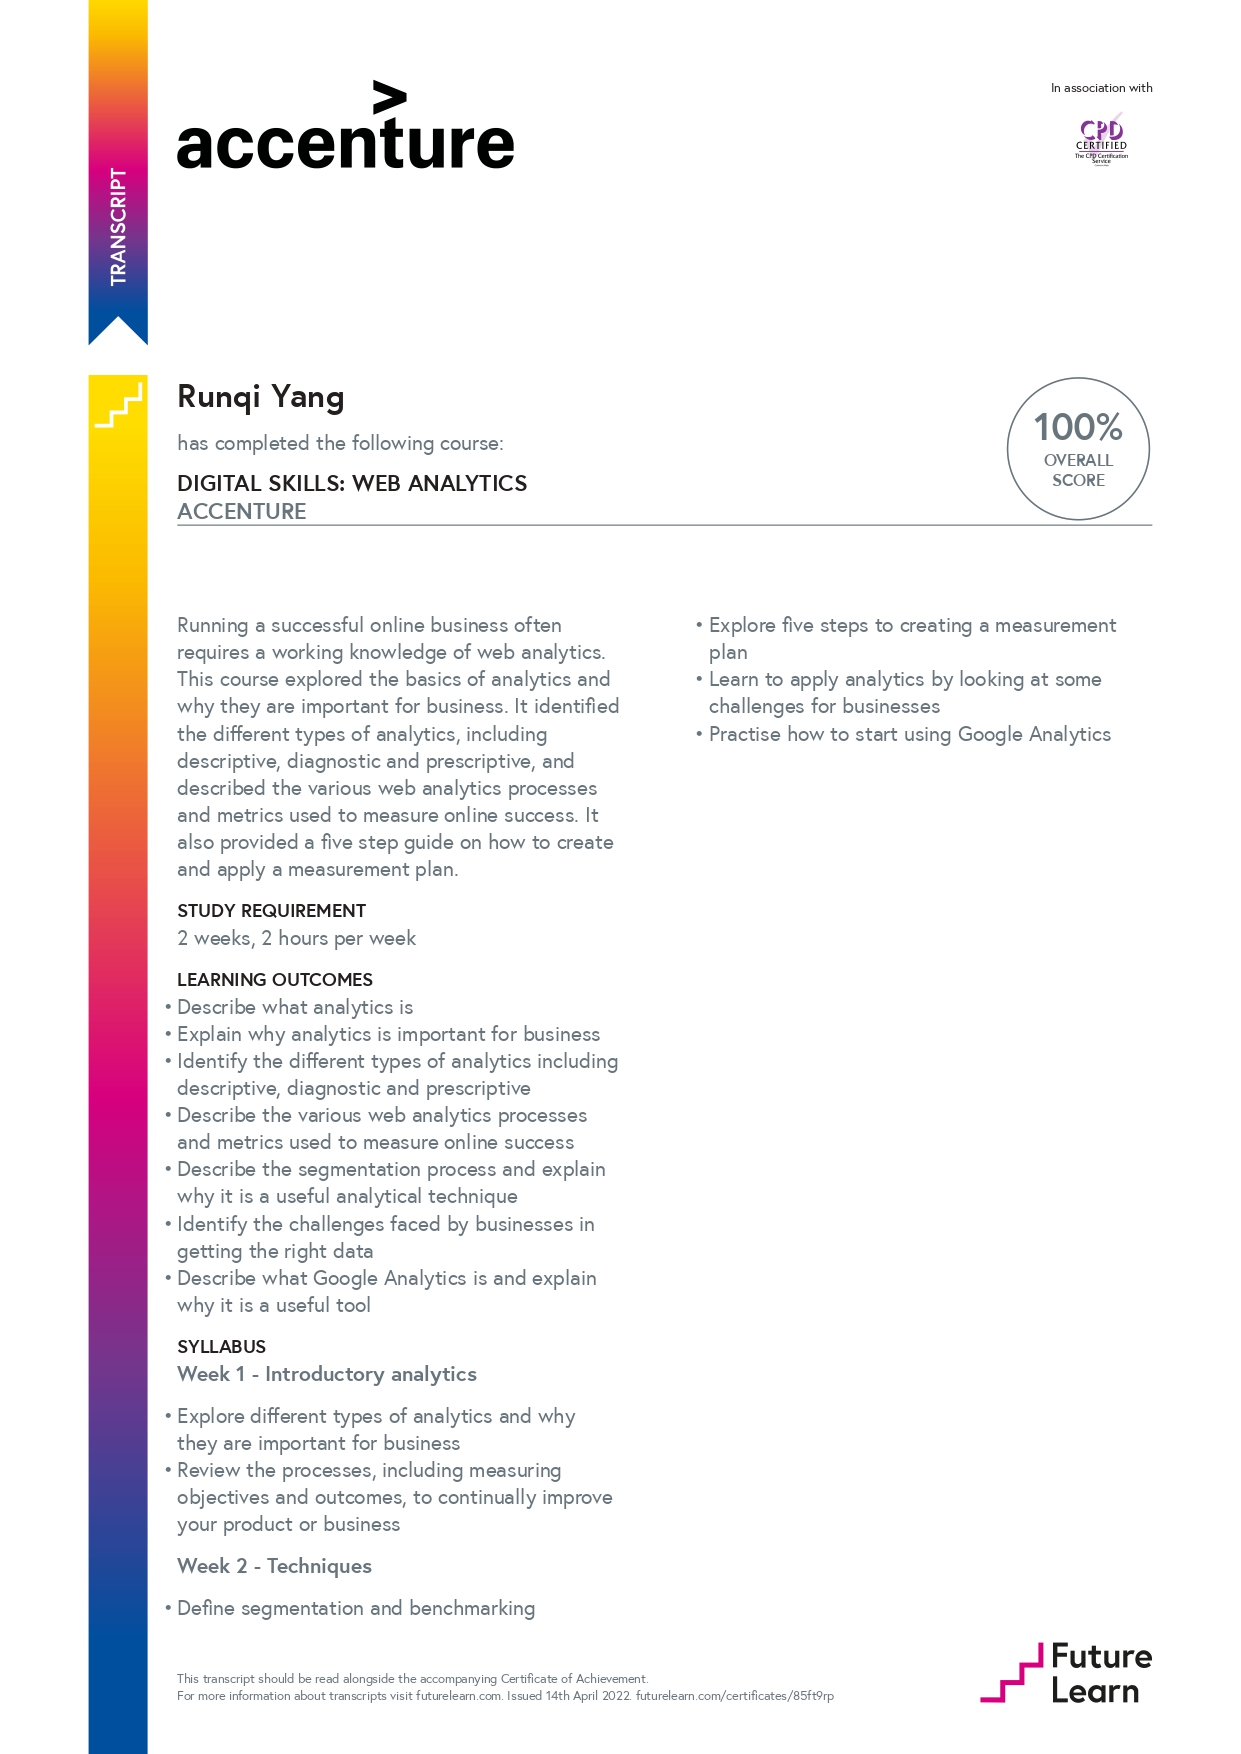 TRANSCRIPT
accenture
In association with
CPD
CERTIFIED
The CPD Certification
Service
Runqi Yang
has completed the following course:
DIGITAL SKILLS: WEB ANALYTICS
ACCENTURE
100%
OVERALL
SCORE
Running a successful online business often
requires a working knowledge of web analytics.
This course explored the basics of analytics and
why they are important for business. It identified
the different types of analytics, including
descriptive, diagnostic and prescriptive, and
described the various web analytics processes
and metrics used to measure online success. It
also provided a five step guide on how to create
and apply a measurement plan.
STUDY REQUIREMENT
2 weeks, 2 hours per week
LEARNING OUTCOMES
• Describe what analytics is
• Explain why analytics is important for business
• Identify the different types of analytics including
descriptive, diagnostic and prescriptive
• Describe the various web analytics processes
and metrics used to measure online success
• Describe the segmentation process and explain
why it is a useful analytical technique
• Identify the challenges faced by businesses in
getting the right data
• Describe what Google Analytics is and explain
why it is a useful tool
SYLLABUS
Week 1 - Introductory analytics
• Explore different types of analytics and why
they are important for business
• Review the processes, including measuring
objectives and outcomes, to continually improve
your product or business
Week 2 - Techniques
• Define segmentation and benchmarking
• Explore five steps to creating a measurement
plan
• Learn to apply analytics by looking at some
challenges for businesses
• Practise how to start using Google Analytics
This transcript should be read alongside the accompanying Certificate of Achievement.
For more information about transcripts visit futurelearn.com. Issued 14th April 2022. futurelearn.com/certificates/85ft9rp
Future
Learn